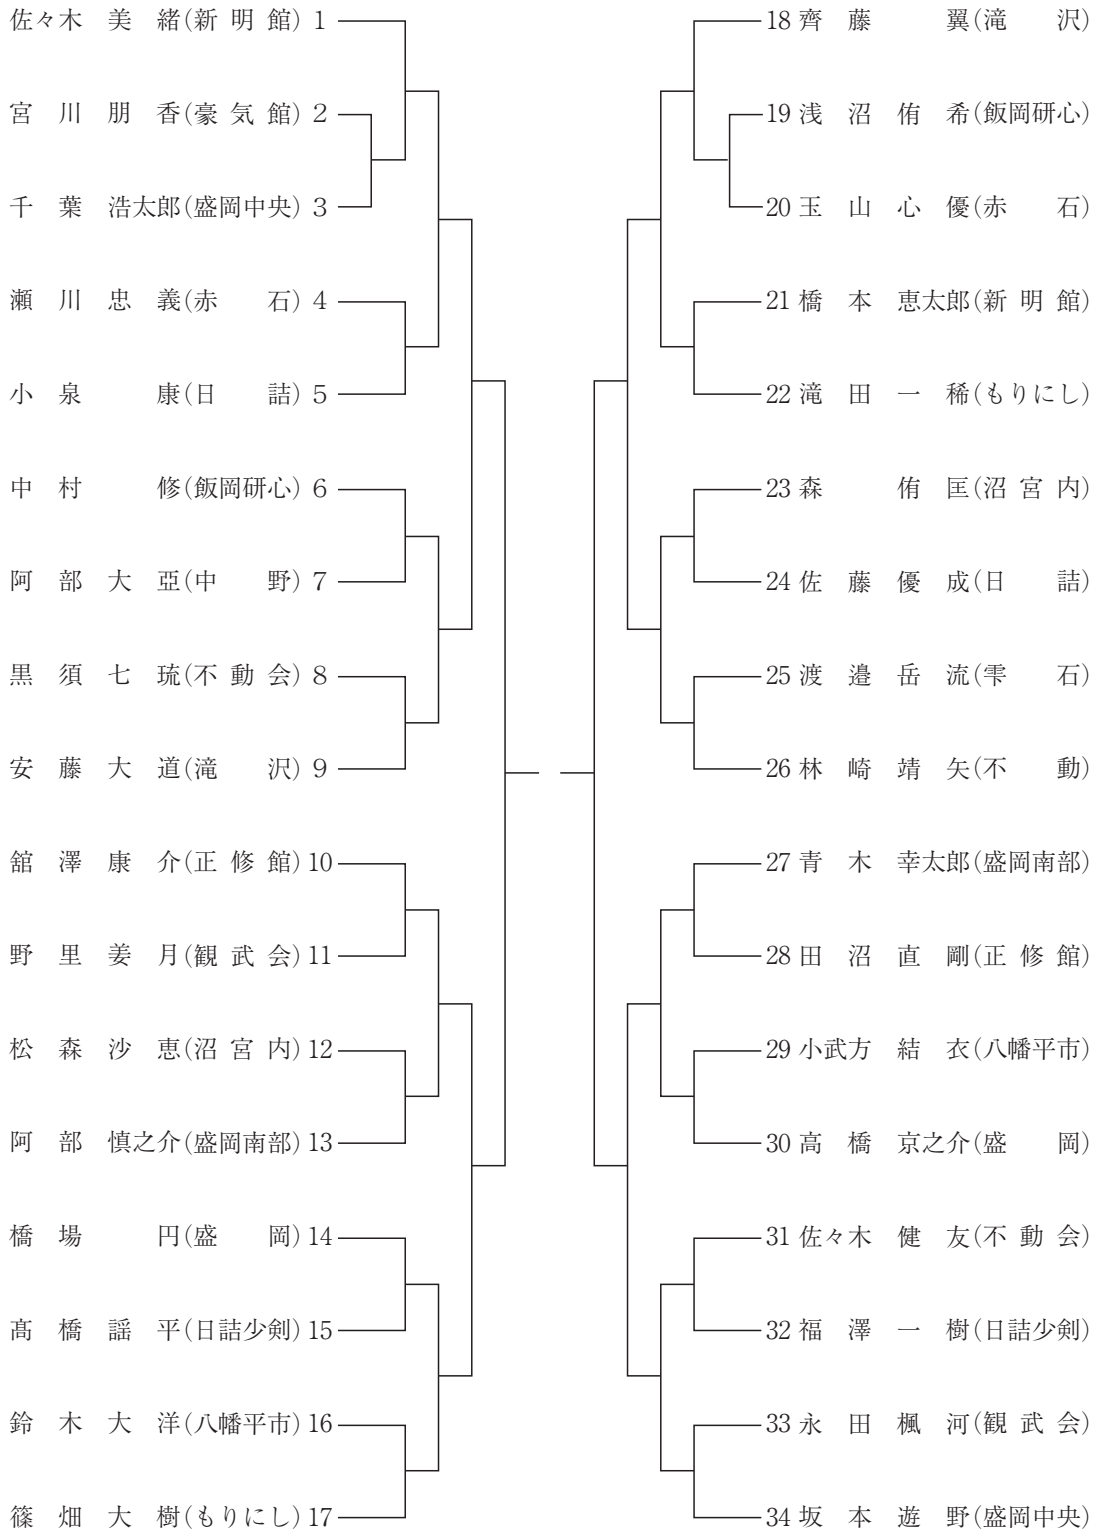 佐々木 美 緒(新 明 館) 1
宮 川 朋 香(豪 気 館) 2
千 葉 浩太郎(盛岡中央) 3
瀬 川 忠 義(赤 石) 4
小 泉 康(日 詰) 5
中 村 修(飯岡研心) 6
阿 部 大 亞(中 野) 7
黒 須 七 琉(不 動 会) 8
安 藤 大 道(滝 沢) 9
舘 澤 康 介(正 修 館) 10
野 里 姜 月(観 武 会) 11
松 森 沙 恵(沼 宮 内) 12
阿 部 慎之介(盛岡南部) 13
橋 場 円(盛 岡) 14
髙 橋 謡 平(日詰少剣) 15
鈴 木 大 洋(八幡平市) 16
篠 畑 大 樹(もりにし) 17
18 齊 藤 翼(滝 沢)
19 浅 沼 侑 希(飯岡研心)
20 玉 山 心 優(赤 石)
21 橋 本 恵太郎(新 明 館)
22 滝 田 一 稀(もりにし)
23 森 侑 匡(沼 宮 内)
24 佐 藤 優 成(日 詰)
25 渡 邉 岳 流(雫 石)
26 林 崎 靖 矢(不 動)
27 青 木 幸太郎(盛岡南部)
28 田 沼 直 剛(正 修 館)
29 小武方 結 衣(八幡平市)
30 高 橋 京之介(盛 岡)
31 佐々木 健 友(不 動 会)
32 福 澤 一 樹(日詰少剣)
33 永 田 楓 河(観 武 会)
34 坂 本 遊 野(盛岡中央)